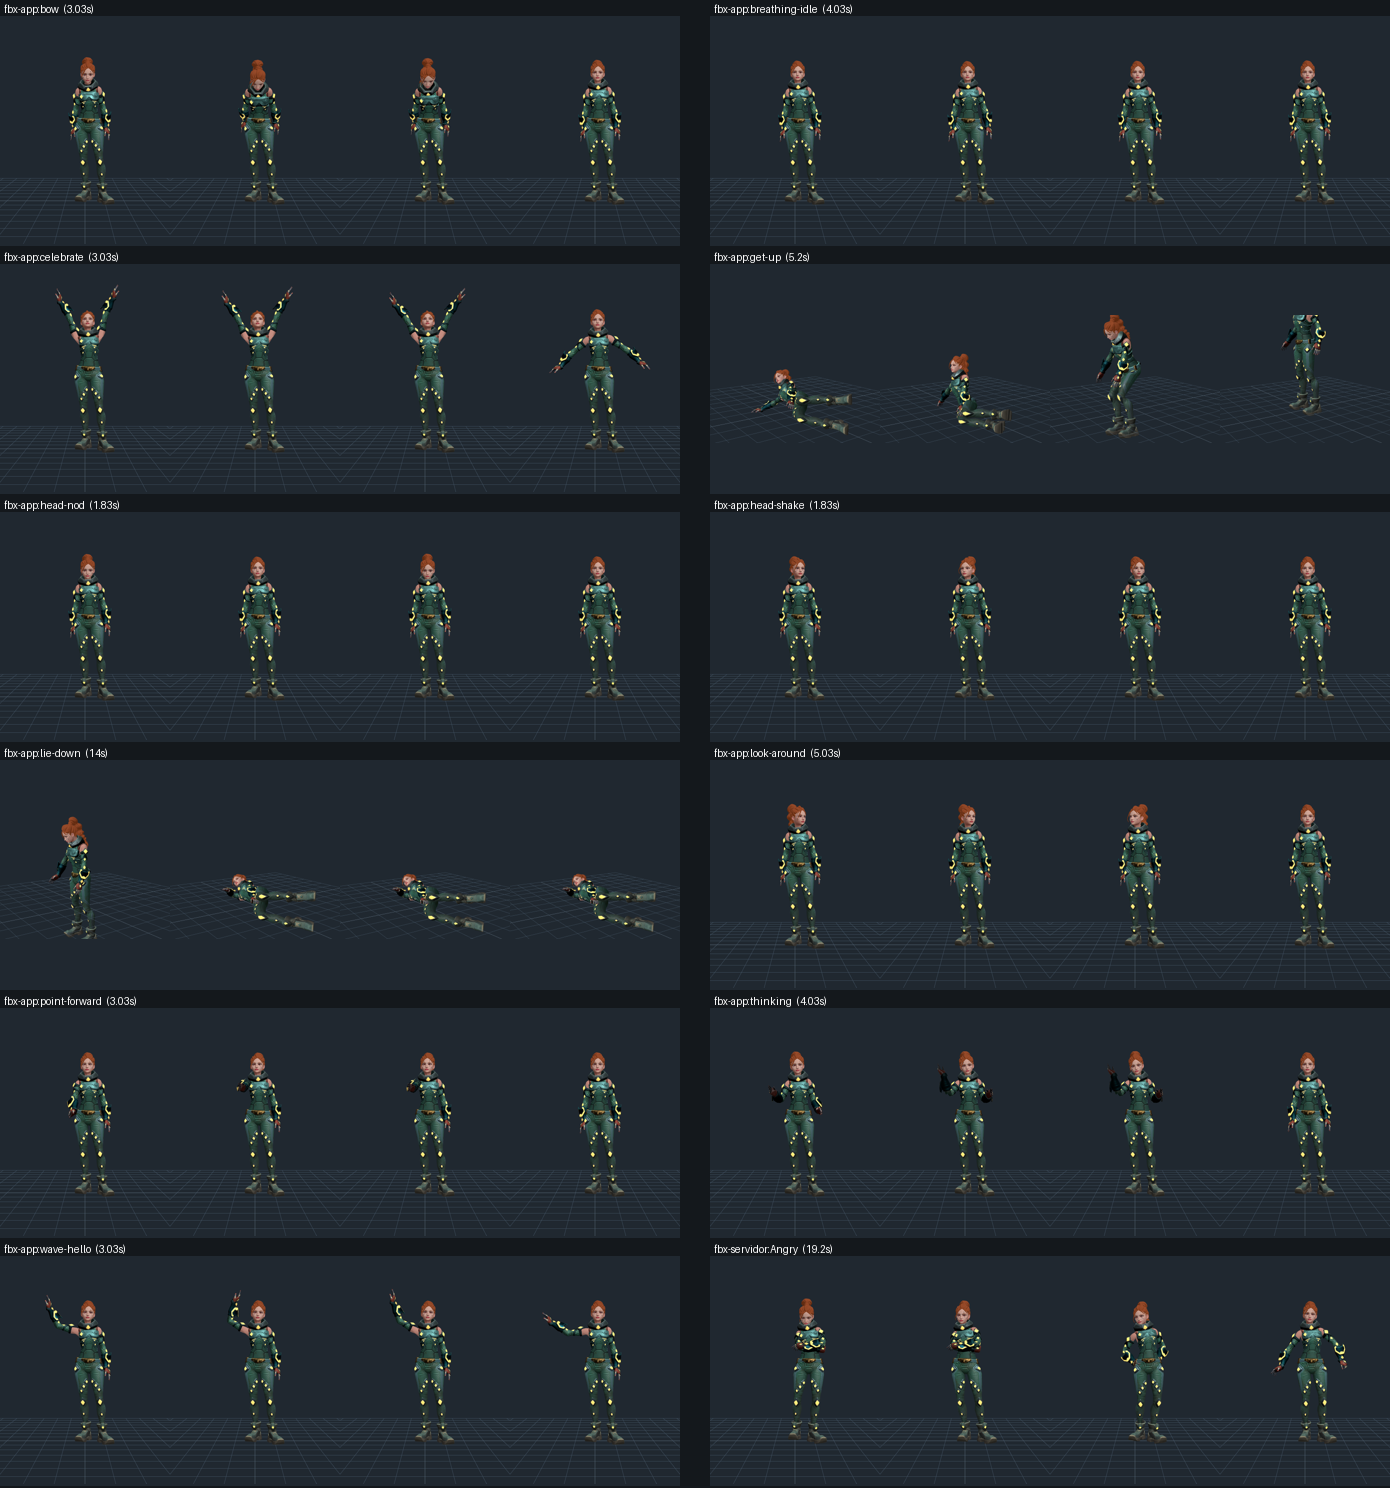 fbx-app:bow (3.03s)
fbx-app:breathing-idle (4.03s)
fbx-app:celebrate (3.03s)
fbx-app:get-up (5.2s)
fbx-app:head-nod (1.83s)
fbx-app:head-shake (1.83s)
fbx-app:lie-down (14s)
fbx-app:look-around (5.03s)
fbx-app:point-forward (3.03s)
fbx-app:thinking (4.03s)
fbx-app:wave-hello (3.03s)
fbx-servidor:Angry (19.2s)